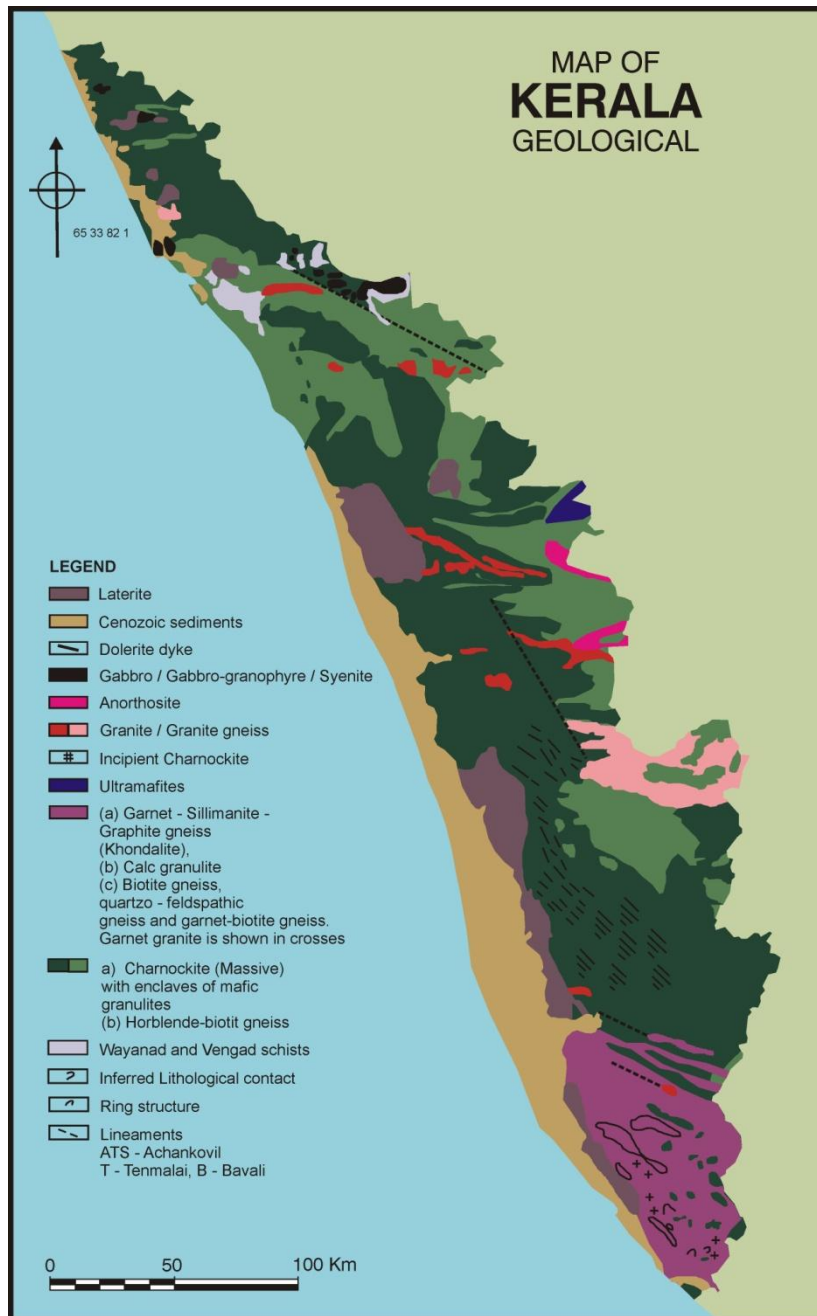 MAP OF
KERALA
GEOLOGICAL
65 33 82 1
LEGEND
Laterite
Cenozoic sediments
Dolerite dyke
Gabbro / Gabbro-granophyre / Syenite
Anorthosite
Granite / Granite gneiss
Incipient Charnockite
Ultramafites
(a) Garnet - Sillimanite -
Graphite gneiss
(Khondalite),
(b) Calc granulite
(c) Biotite gneiss,
quartzo - feldspathic
gneiss and garnet-biotite gneiss.
Garnet granite is shown in crosses
a) Charnockite (Massive)
with enclaves of mafic
granulites
(b) Horblende-biotit gneiss
Wayanad and Vengad schists
Inferred Lithological contact
Ring structure
Lineaments
ATS - Achankovil
T - Tenmalai, B - Bavali
0 50 100 Km